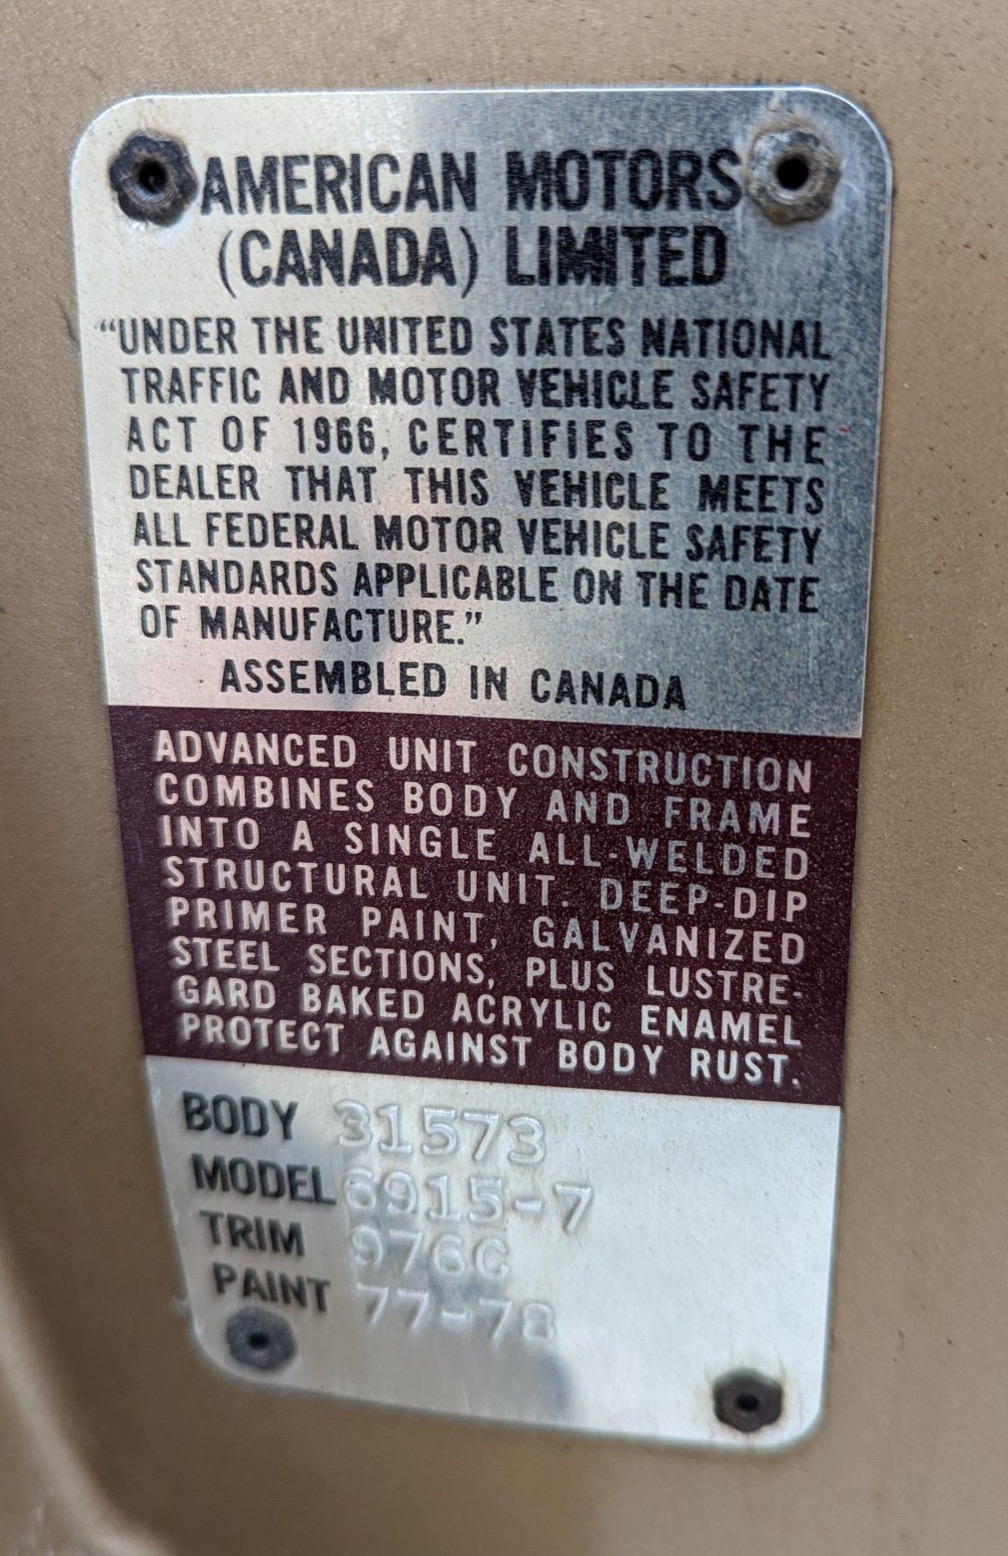 AMERICAN MOTORS
(CANADA) LIMITED
“UNDER THE UNITED STATES NATIONAL
TRAFFIC AND MOTOR VEHICLE SAFETY
ACT OF 1966, CERTIFIES TO THE
DEALER THAT THIS VEHICLE MEETS
ALL FEDERAL MOTOR VEHICLE SAFETY
STANDARDS APPLICABLE ON THE DATE
OF MANUFACTURE.”
ASSEMBLED IN CANADA
ADVANCED UNIT CONSTRUCTION
COMBINES BODY AND FRAME
INTO A SINGLE ALL-WELDED
STRUCTURAL UNIT. DEEP-DIP
PRIMER PAINT, GALVANIZED
STEEL SECTIONS, PLUS LUSTRE-
GARD BAKED ACRYLIC ENAMEL
PROTECT AGAINST BODY RUST.
BODY 31573
MODEL 6915-7
TRIM 976C
PAINT 77-78